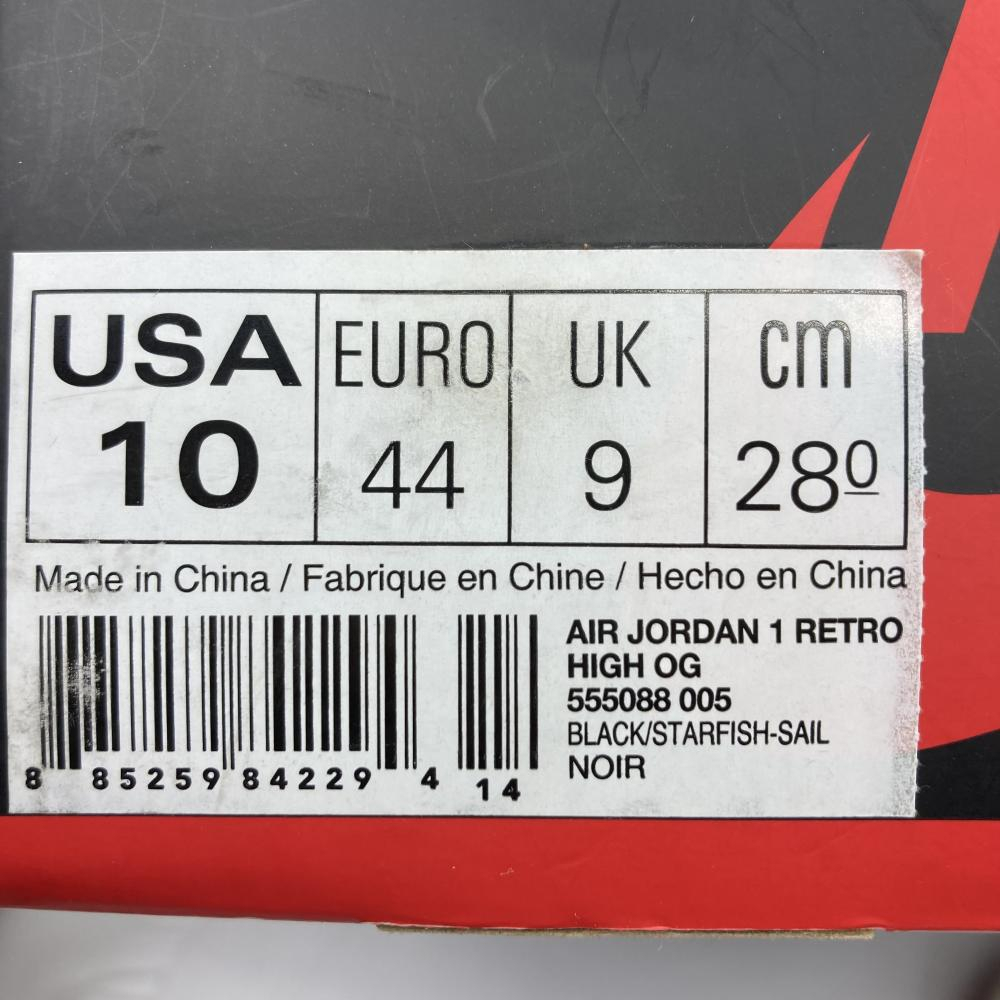 USA EURO UK cm
10 44 9 280
Made in China / Fabrique en Chine / Hecho en China
AIR JORDAN 1 RETRO
HIGH OG
555088 005
BLACK/STARFISH-SAIL
NOIR
8 85259 84229 4 14